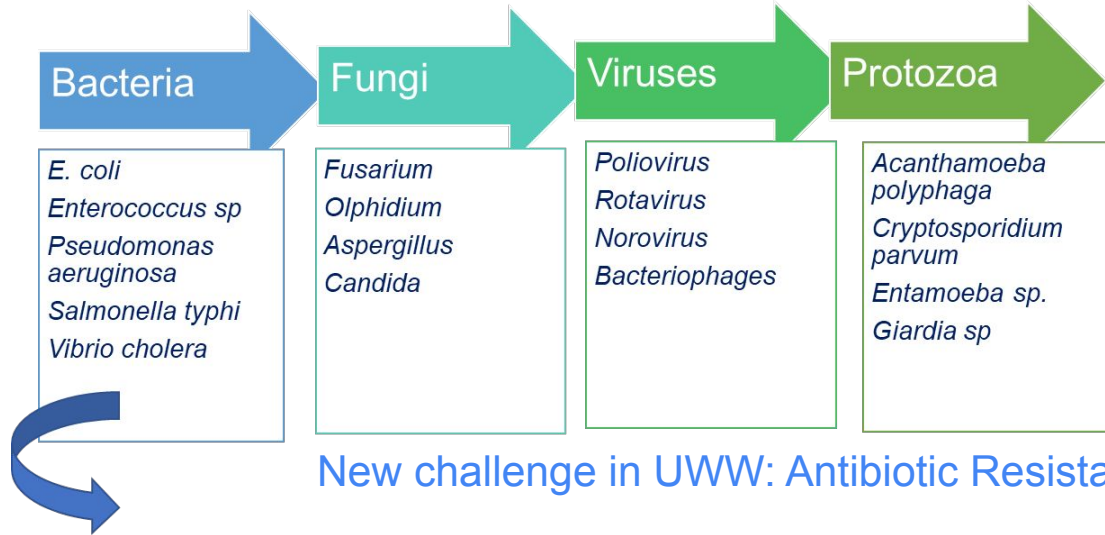 Bacteria
E. coli
Enterococcus sp
Pseudomonas
aeruginosa
Salmonella typhi
Vibrio cholera
Fungi
Fusarium
Olphidium
Aspergillus
Candida
Viruses
Poliovirus
Rotavirus
Norovirus
Bacteriophages
Protozoa
Acanthamoeba
polyphaga
Cryptosporidium
parvum
Entamoeba sp.
Giardia sp
New challenge in UWW: Antibiotic Resista